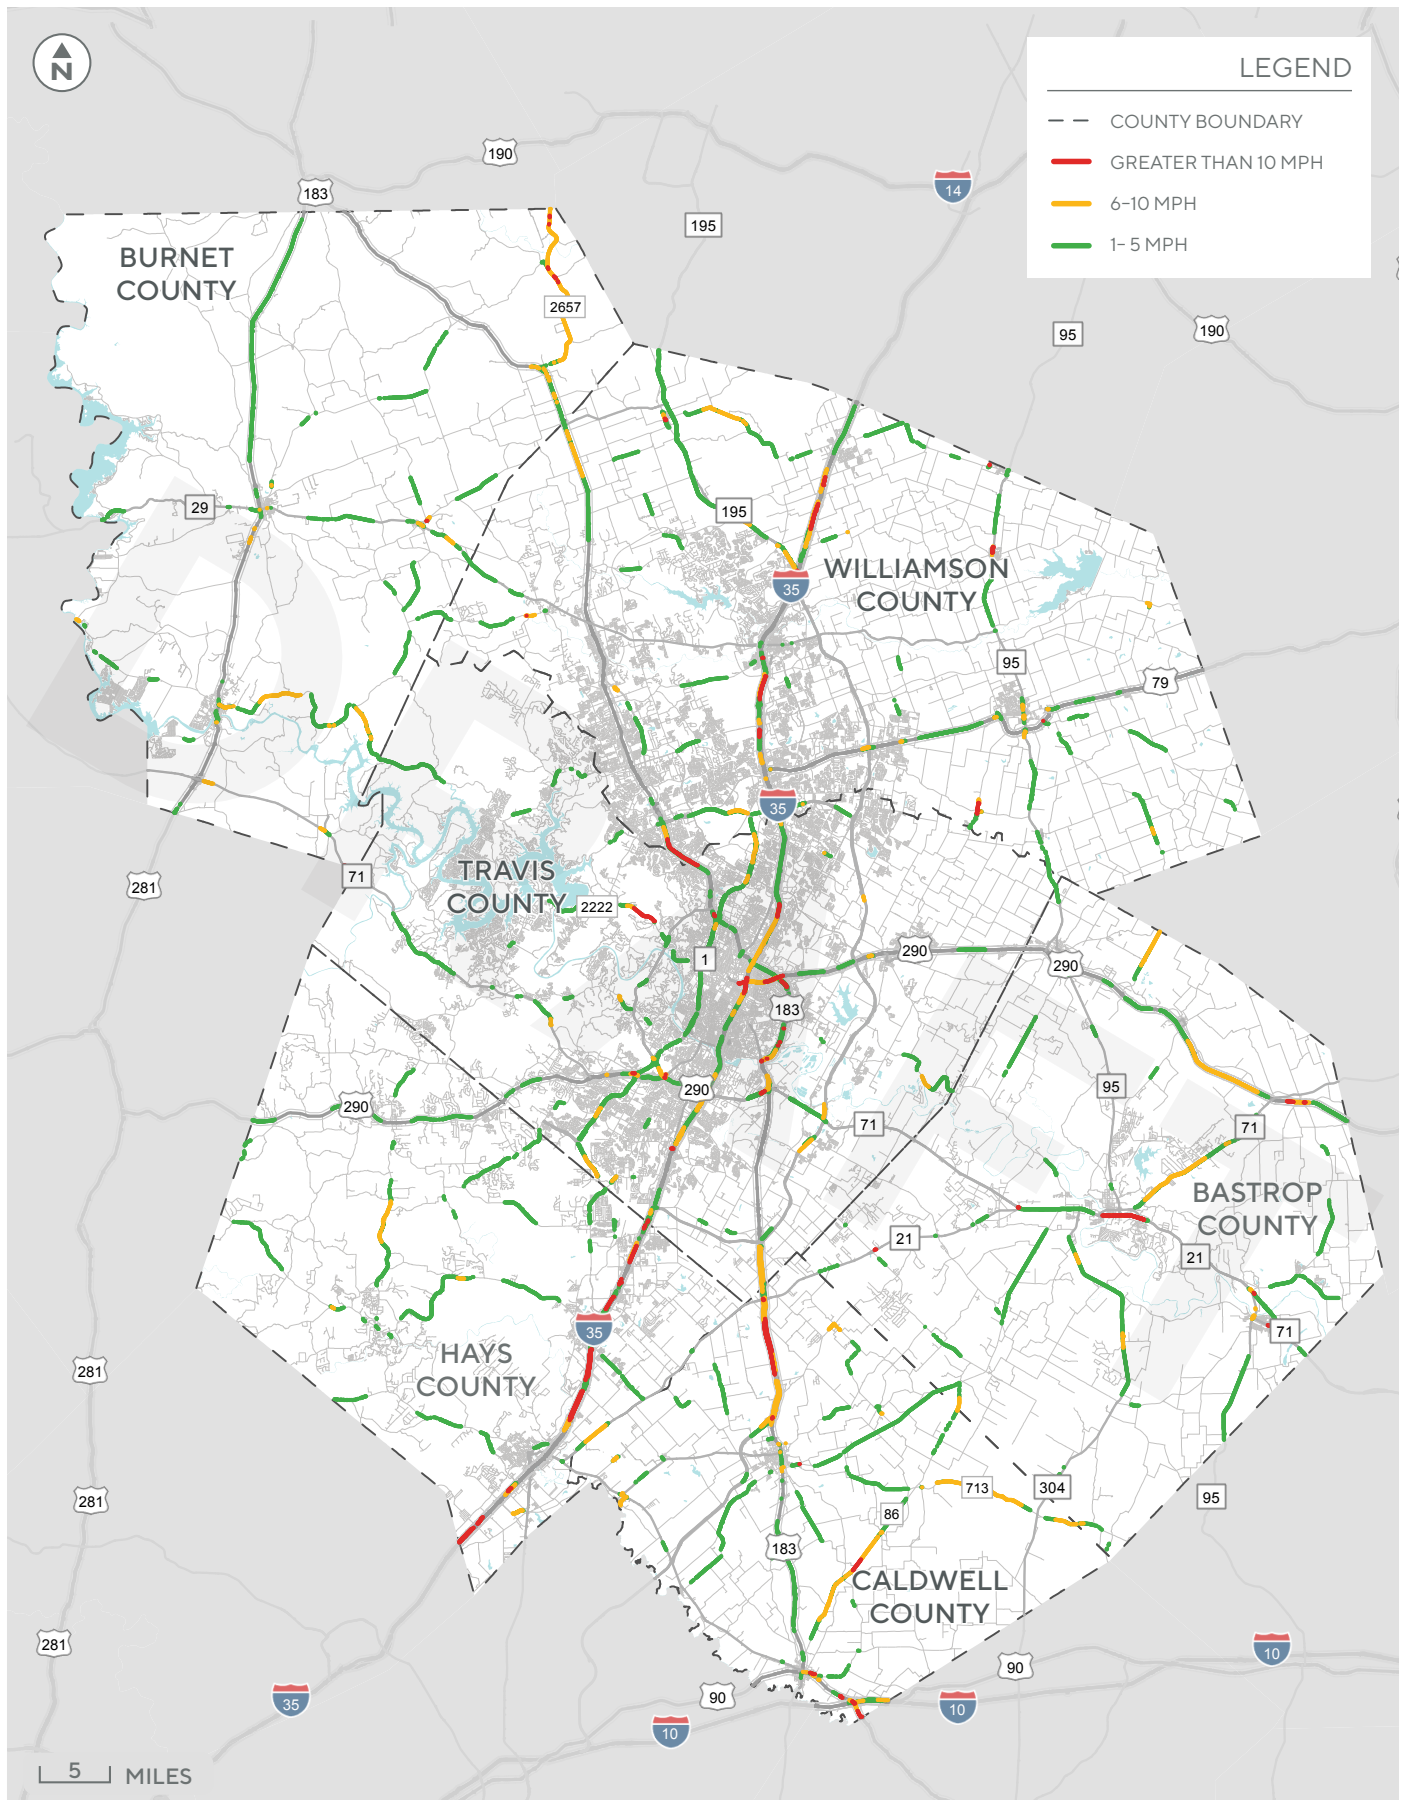 N
LEGEND
COUNTY BOUNDARY
GREATER THAN 10 MPH
6–10 MPH
1– 5 MPH
190
14
183
195
BURNET
COUNTY
2657
95
190
29
195
WILLIAMSON
COUNTY
35
95
79
35
TRAVIS
COUNTY
71
281
2222
1
290
290
183
290
290
95
71
71
BASTROP
COUNTY
21
21
35
71
HAYS
COUNTY
281
281
713
304
95
86
183
CALDWELL
COUNTY
281
10
90
90
35
10
10
5
MILES